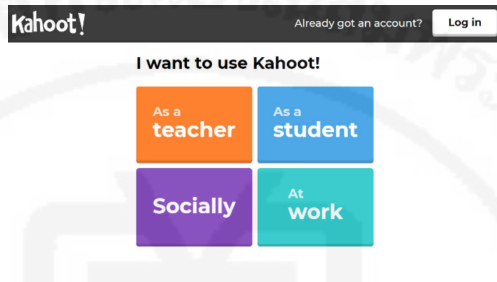 Kahoot!
Already got an account?
Log in
I want to use Kahoot!
As a
teacher
As a
student
Socially
At
work